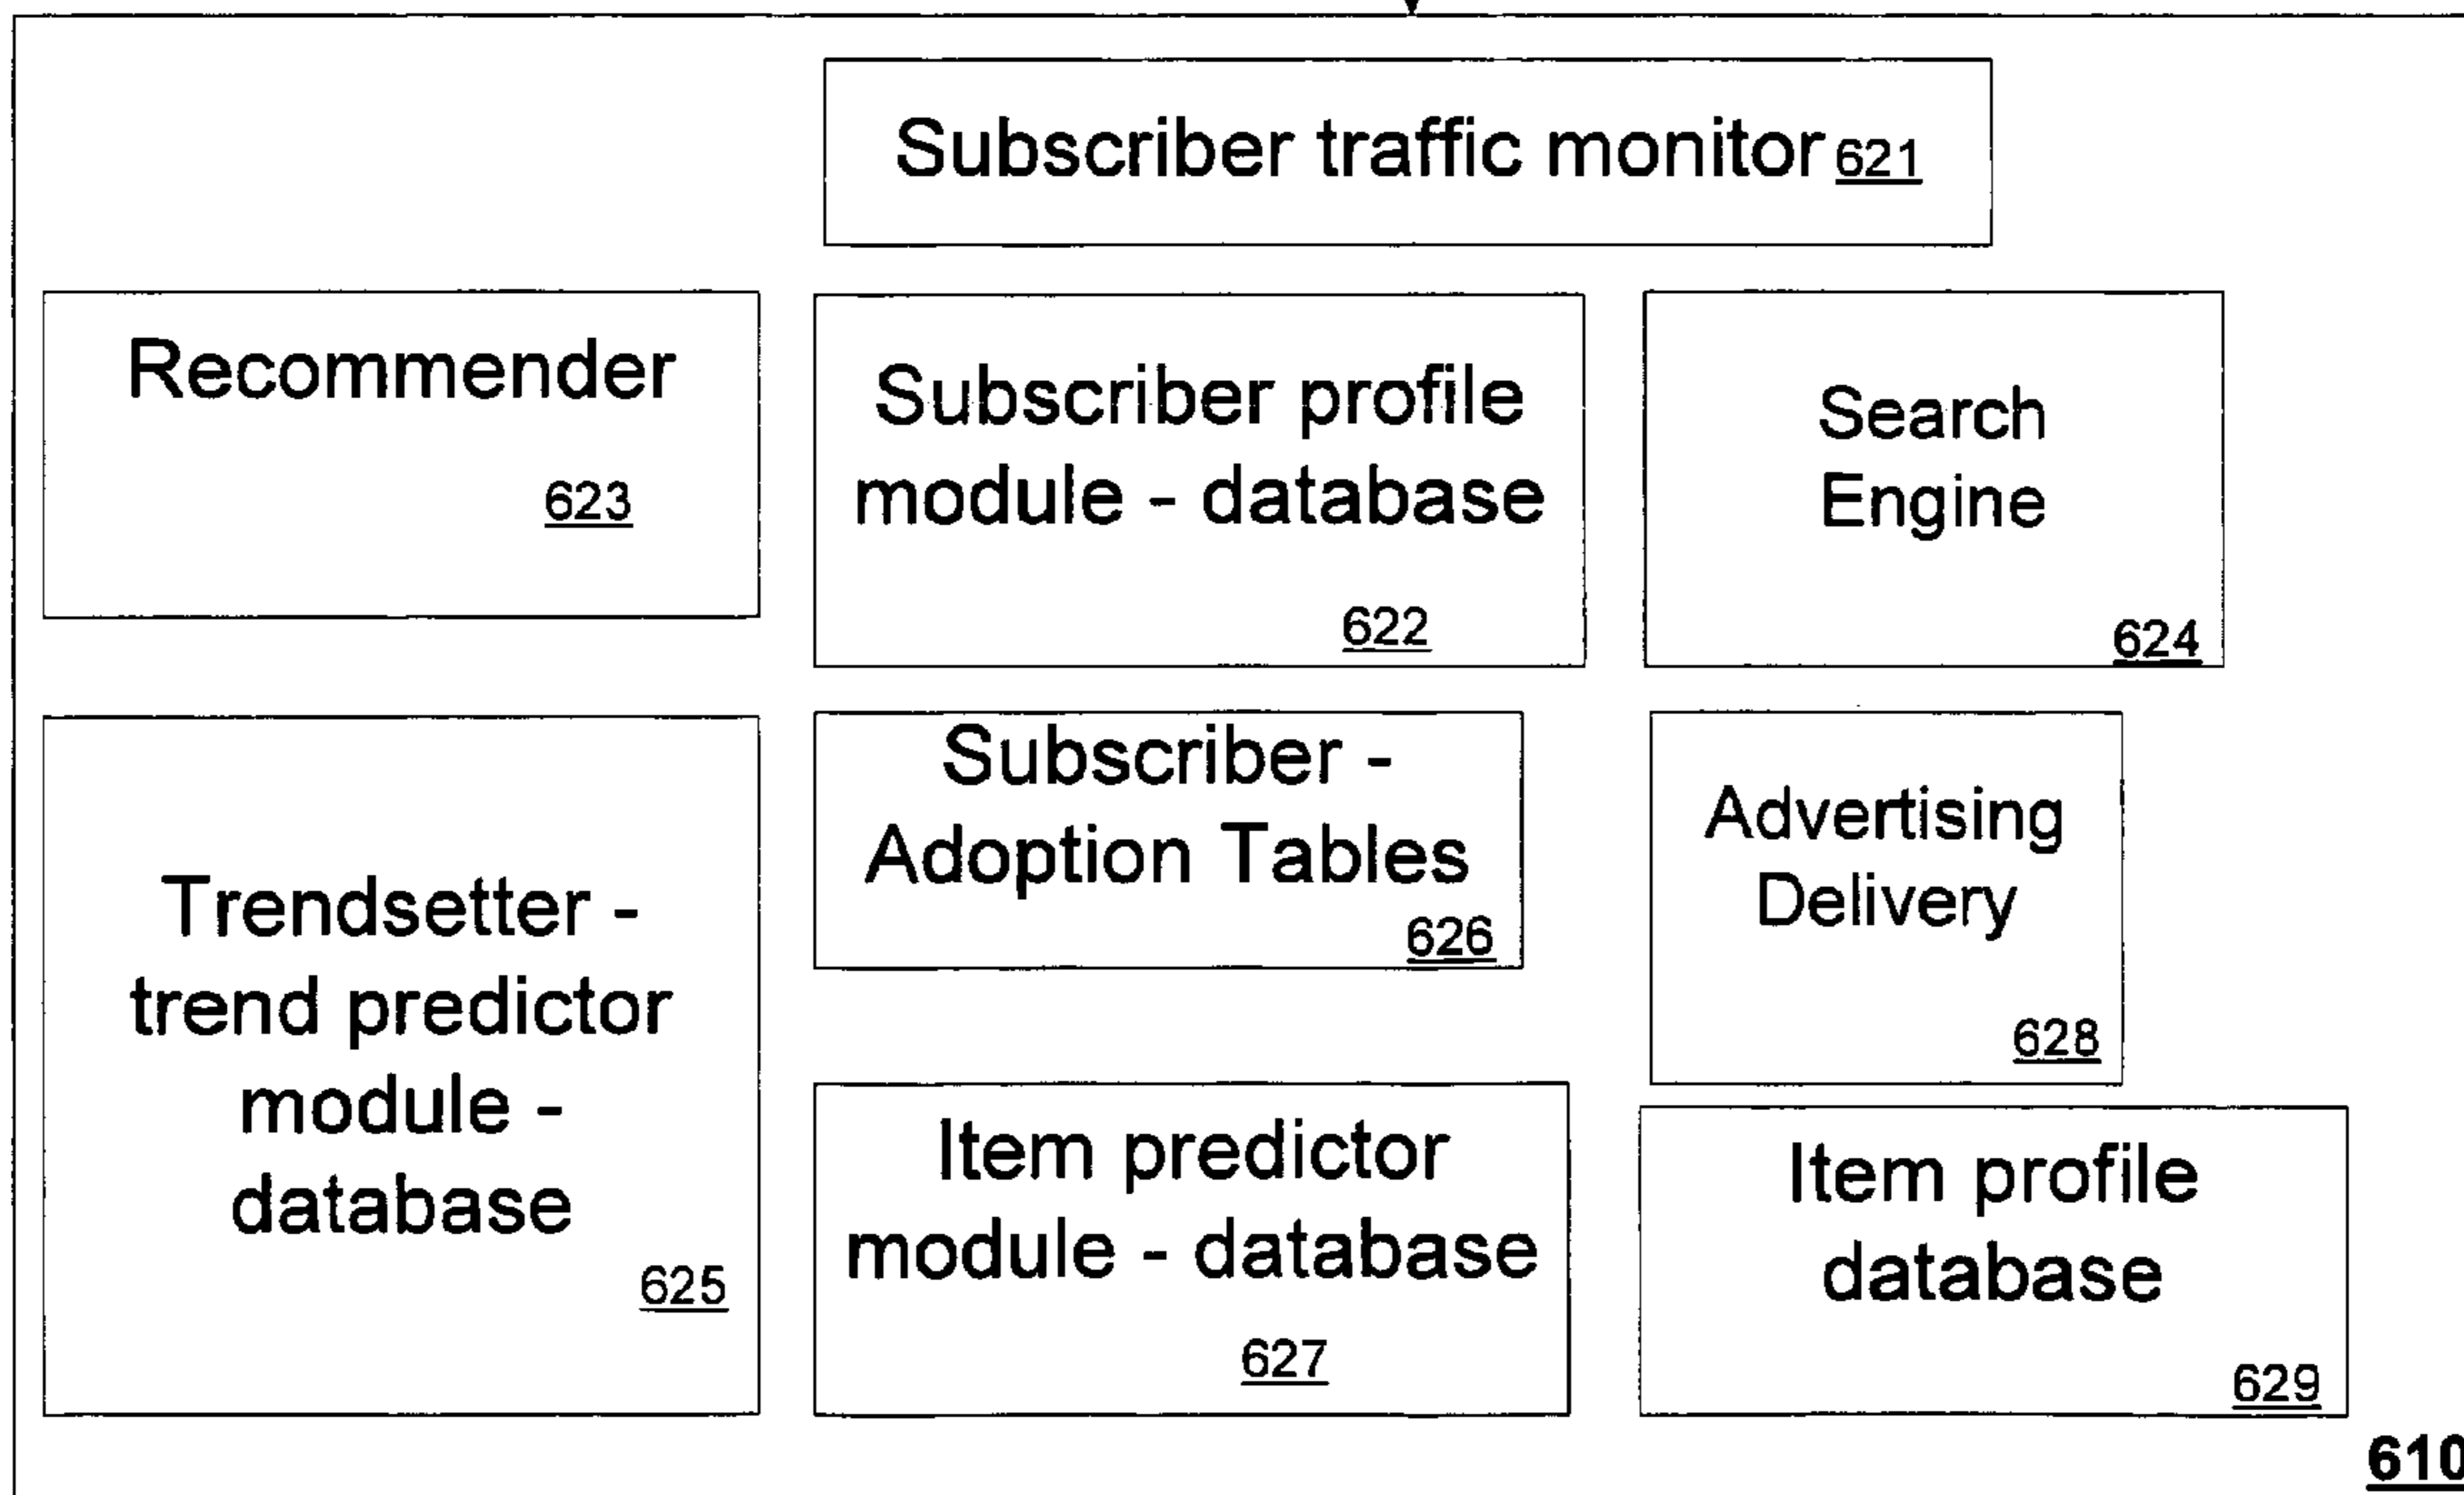 Subscriber traffic monitor 621
Recommender
623
Subscriber profile
module - database
622
Search
Engine
624
Trendsetter -
trend predictor
module -
database
625
Subscriber -
Adoption Tables
626
Advertising
Delivery
628
Item predictor
module - database
627
Item profile
database
629
610